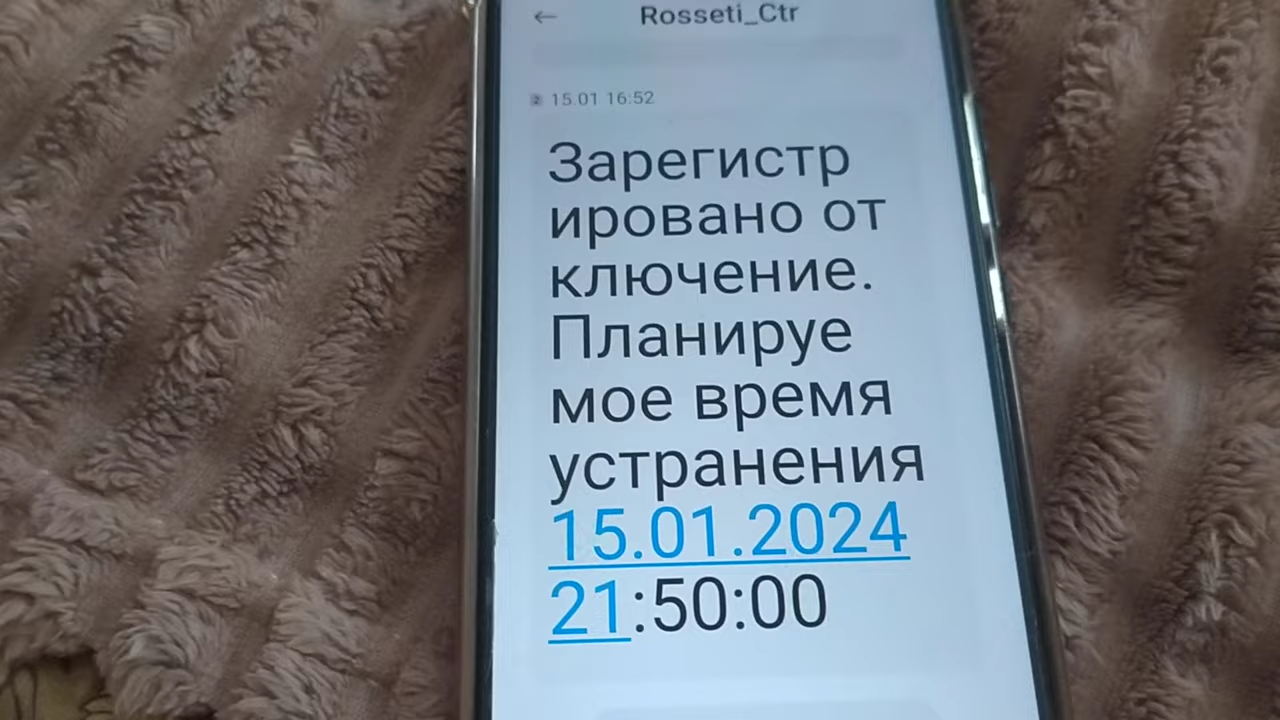 Rosseti_Ctr
2 15.01 16:52
Зарегистр
ировано от
ключение.
Планируе
мое время
устранения
15.01.2024
21:50:00